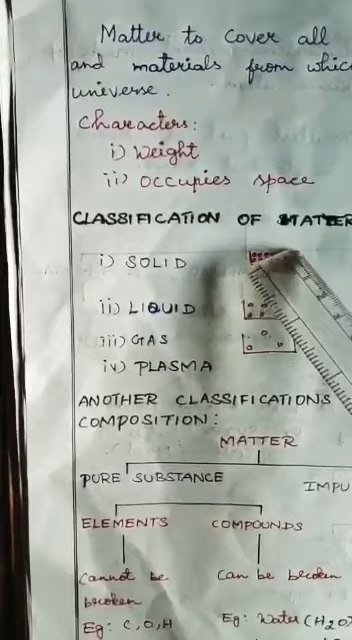 Matter to cover all
and materials from which
universe.
Characters:
i) Weight
ii) Occupies space
CLASSIFICATION OF MATTER
i) SOLID
ii) LIQUID
iii) GAS
iv) PLASMA
ANOTHER CLASSIFICATIONS
COMPOSITION:
MATTER
PURE SUBSTANCE IMPU
ELEMENTS COMPOUNDS
Cannot be can be broken
broken
Eg: C, O, H Eg: Water (H2O)